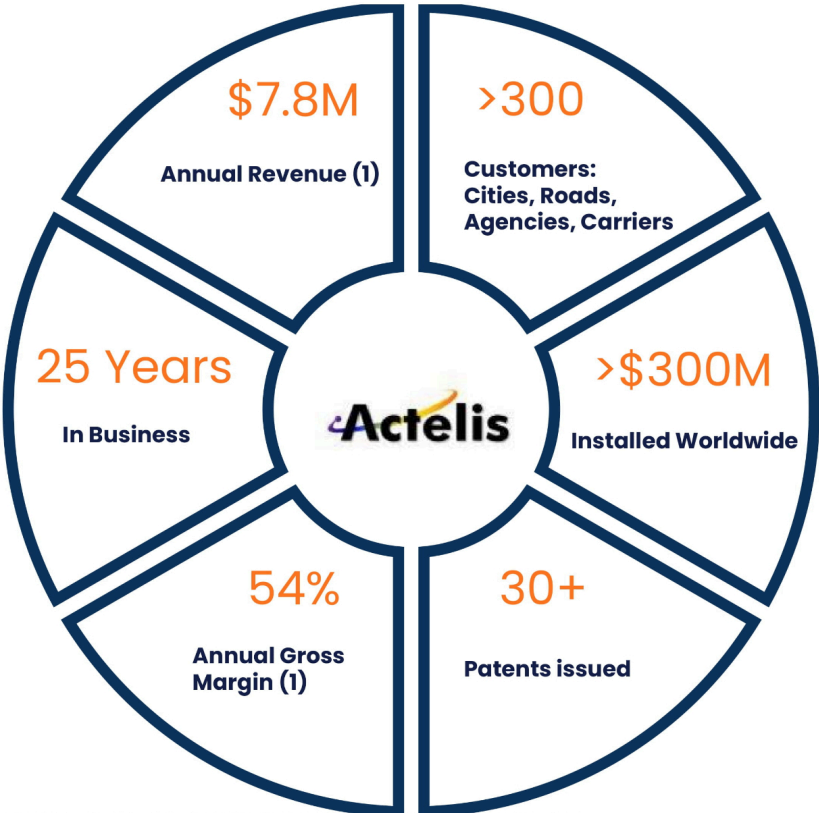 $7.8M
Annual Revenue (1)
>300
Customers:
Cities, Roads,
Agencies, Carriers
25 Years
In Business
Actelis
>$300M
Installed Worldwide
54%
Annual Gross
Margin (1)
30+
Patents issued